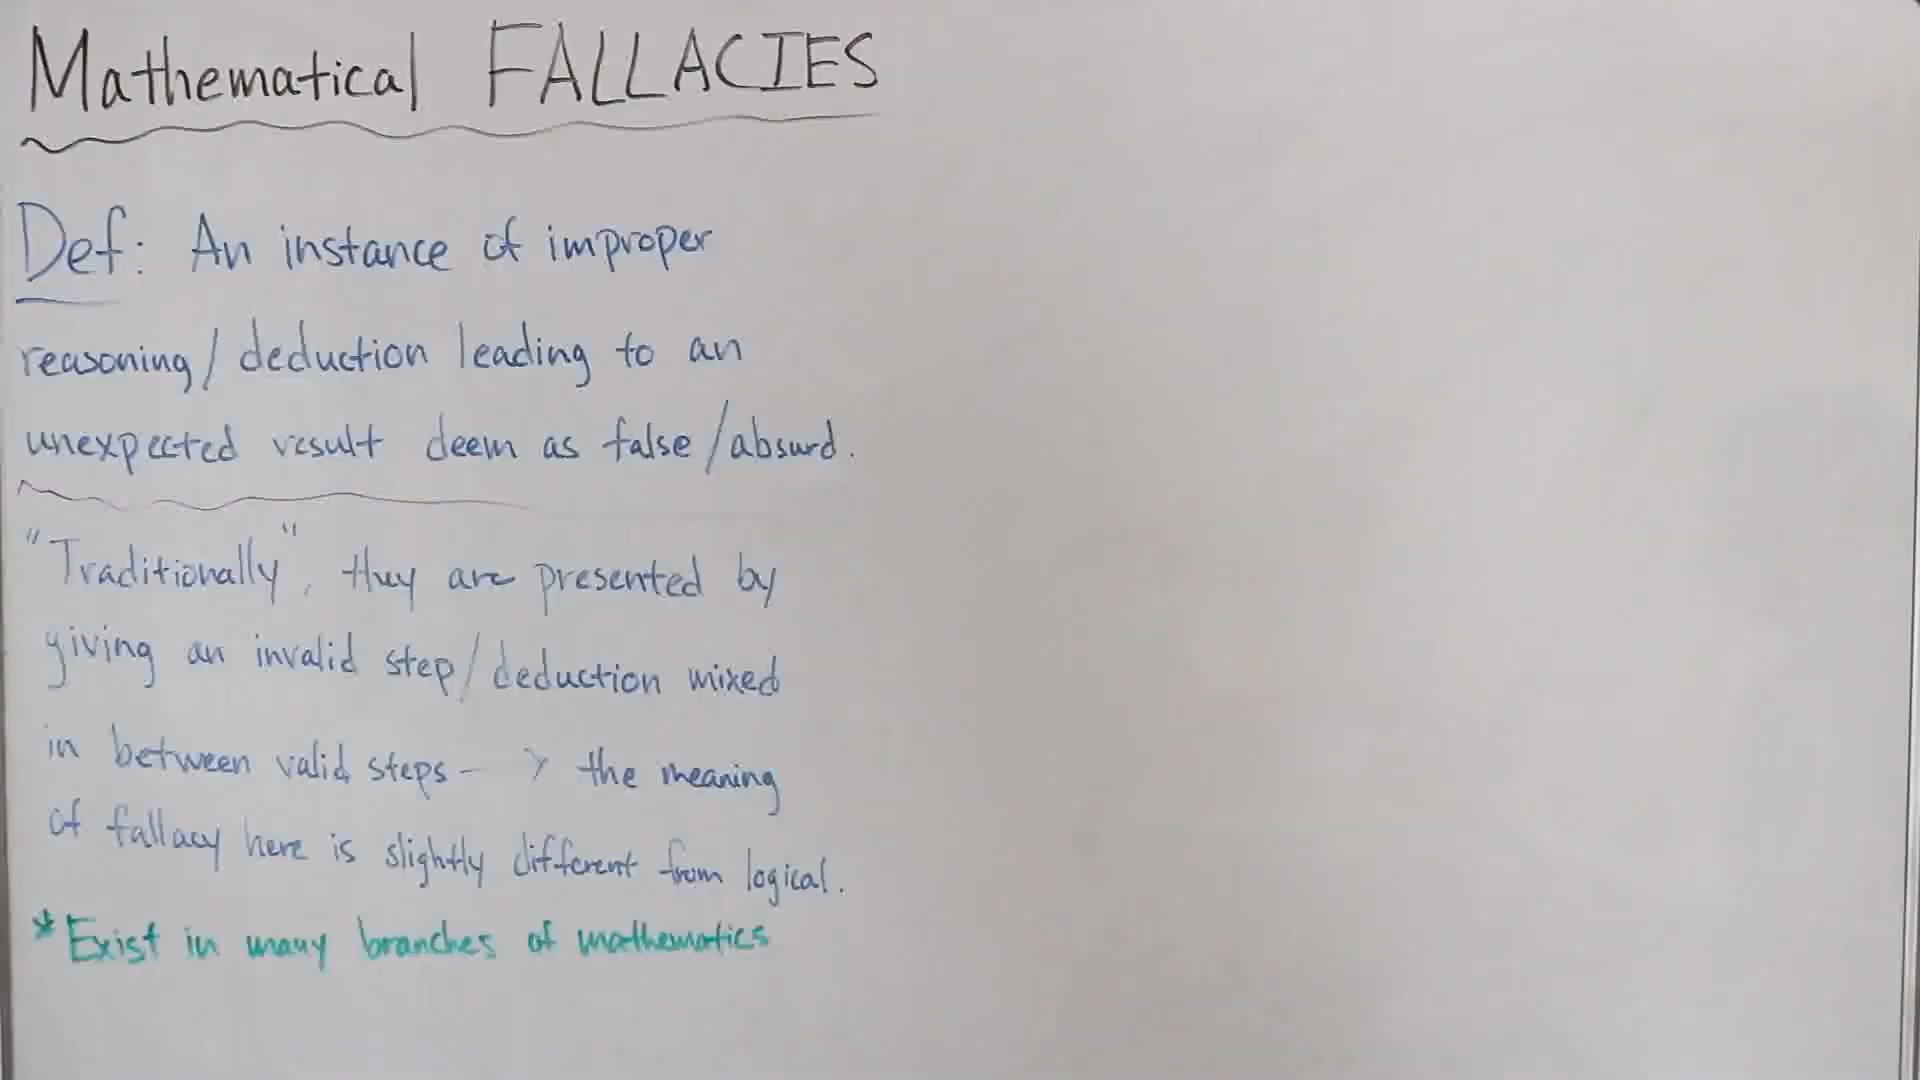 Mathematical FALLACIES
Def: An instance of improper
reasoning/deduction leading to an
unexpected result deem as false/absurd.
"Traditionally", they are presented by
giving an invalid step/deduction mixed
in between valid steps -> the meaning
of fallacy here is slightly different from logical.
*Exist in many branches of mathematics